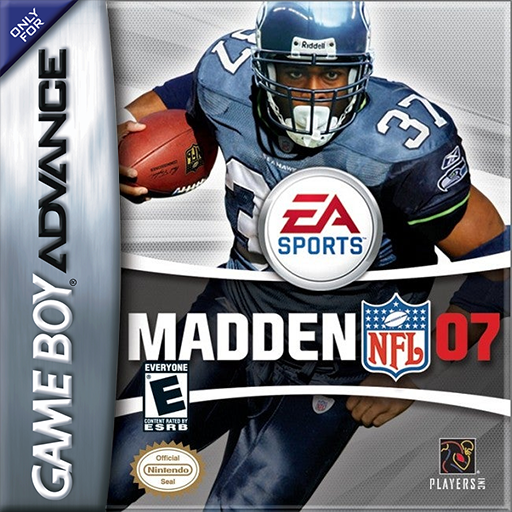 ONLY
FOR
GAME BOY ADVANCE
Riddell
37
37
SEAHAWKS
EA
SPORTS
MADDEN NFL 07
EVERYONE
E
CONTENT RATED BY
ESRB
Official
Nintendo
Seal
PLAYERS INC